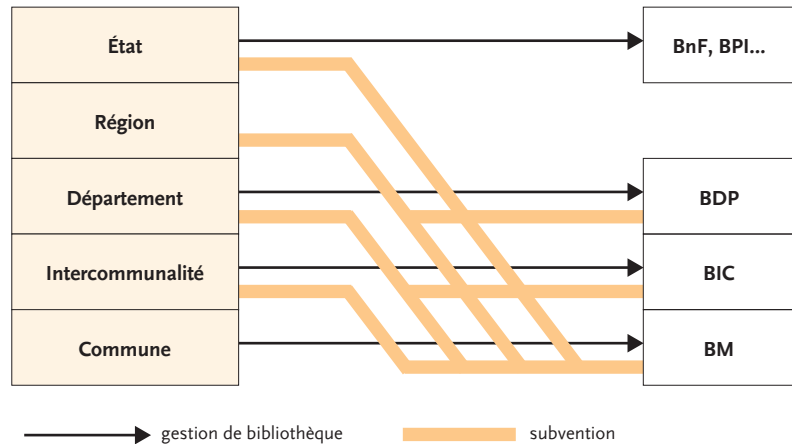 État
BnF, BPI...
Région
Département
BDP
Intercommunalité
BIC
Commune
BM
gestion de bibliothèque
subvention